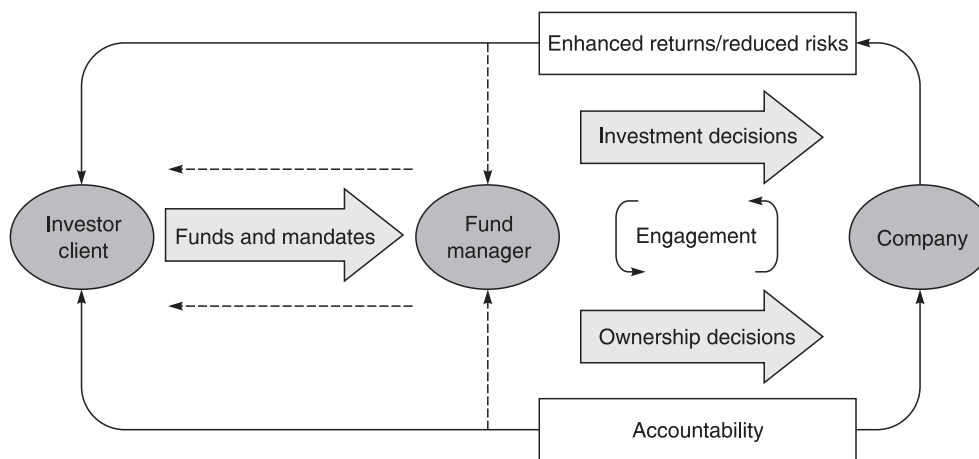 Enhanced returns/reduced risks
Investment decisions
Investor
client
Funds and mandates
Fund
manager
Engagement
Company
Ownership decisions
Accountability